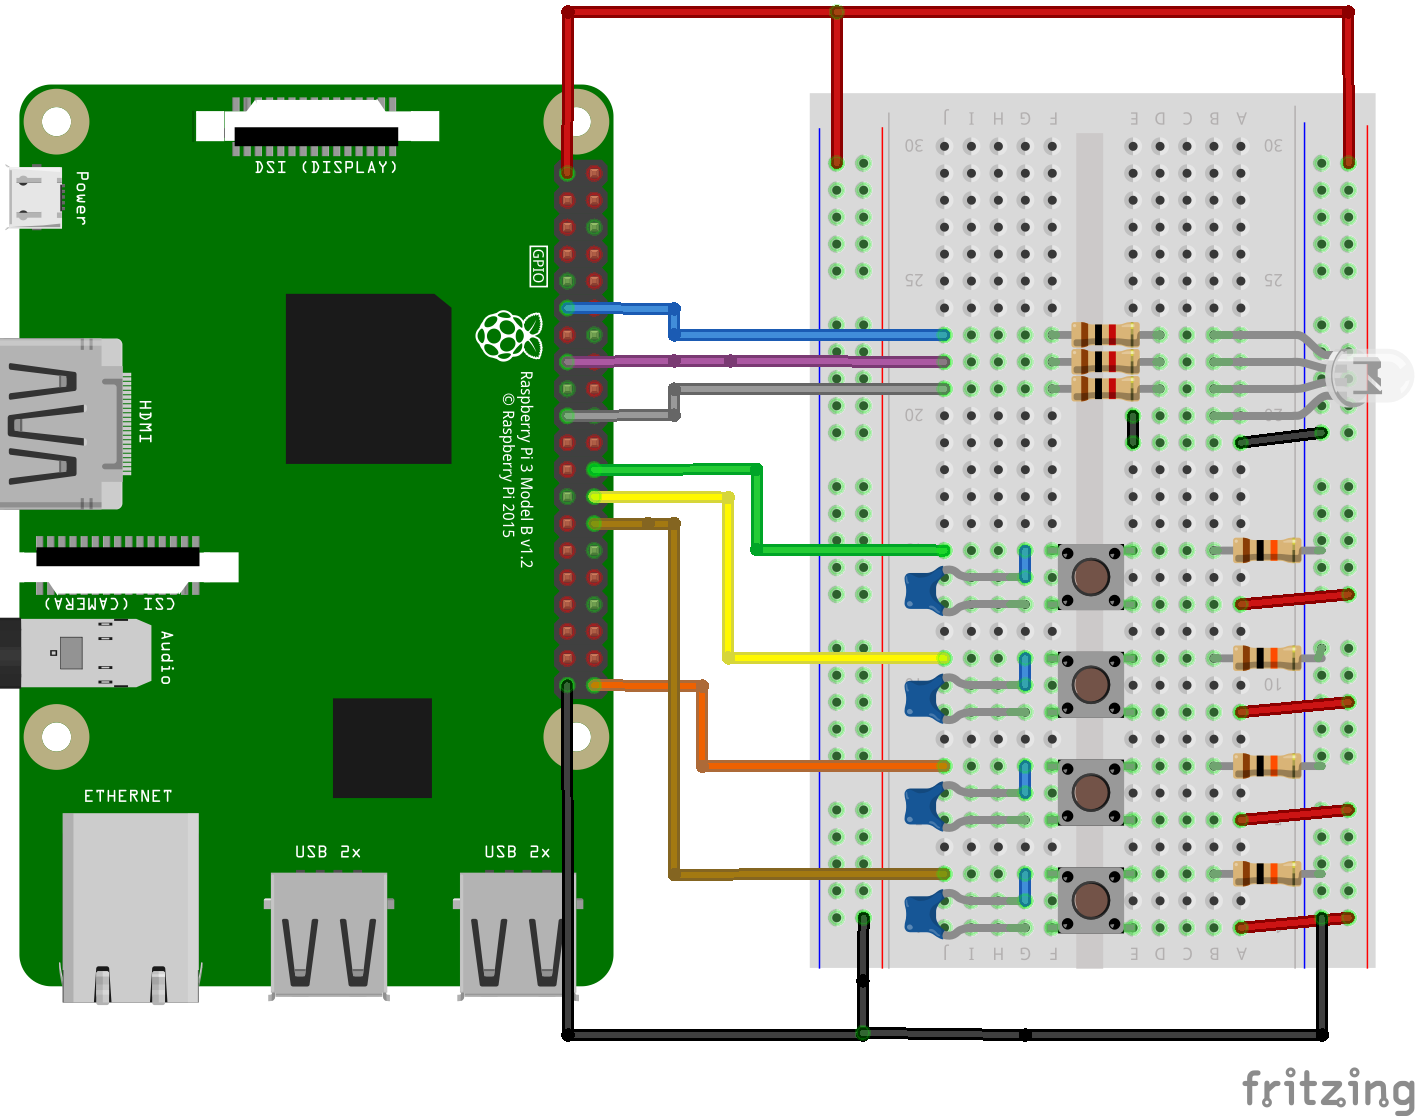 DSI (DISPLAY)
Power
GPIO
HDMI
Raspberry Pi 3 Model B v1.2
© Raspberry Pi 2015
CSI (CAMERA)
Audio
ETHERNET
USB 2x
USB 2x
J I H G F E D C B A
30 30
25 25
20 20
10
J I H G F E D C B A
fritzing